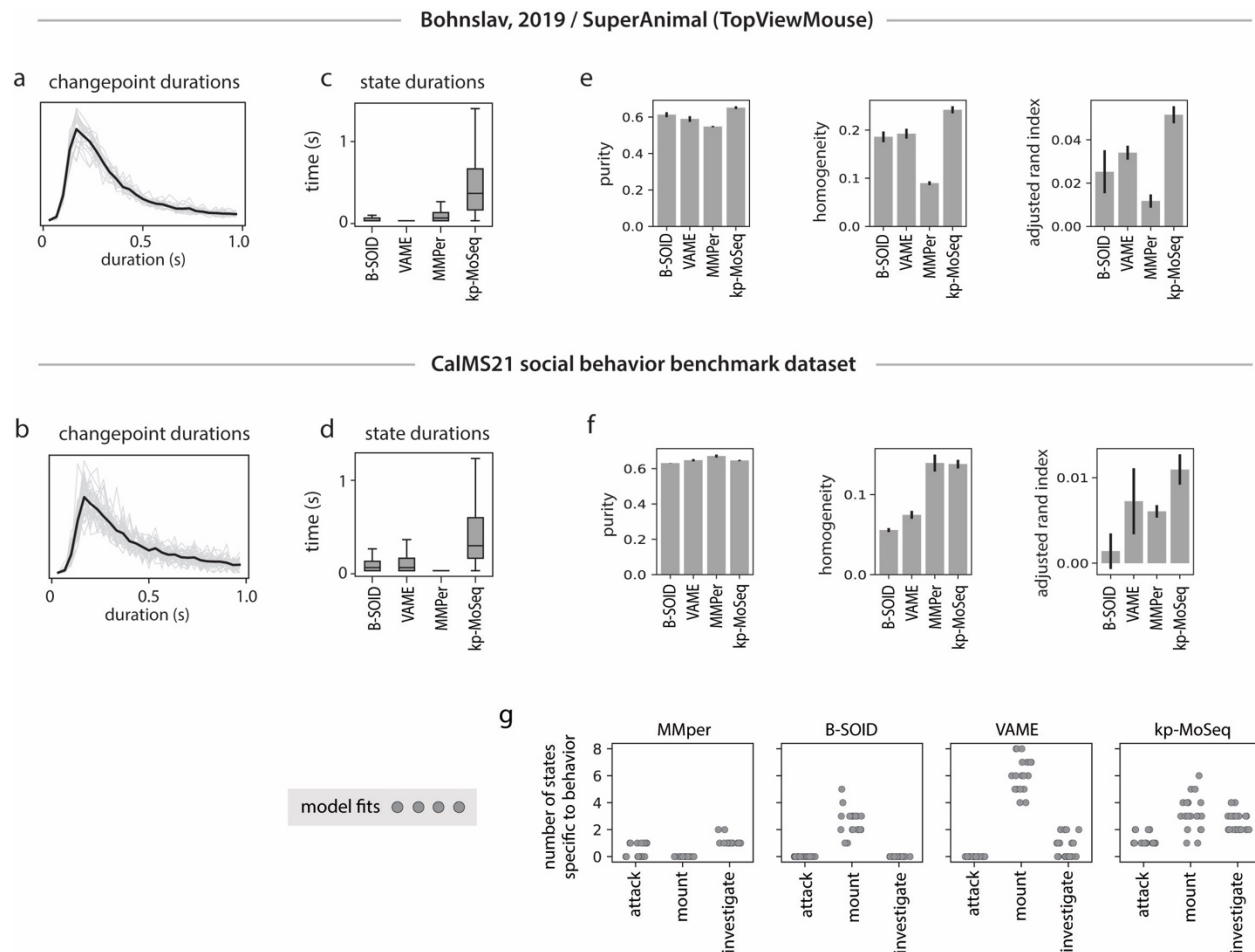 Bohnslav, 2019 / SuperAnimal (TopViewMouse)
a
changepoint durations
0
0.5
1.0
duration (s)
c
state durations
time (s)
1
0
B-SOID
VAME
MMPer
kp-MoSeq
e
purity
0.6
0.4
0.2
0.0
B-SOID
VAME
MMPer
kp-MoSeq
homogeneity
0.2
0.1
0.0
B-SOID
VAME
MMPer
kp-MoSeq
adjusted rand index
0.04
0.02
0.00
B-SOID
VAME
MMPer
kp-MoSeq
CalMS21 social behavior benchmark dataset
b
changepoint durations
0
0.5
1.0
duration (s)
d
state durations
time (s)
1
0
B-SOID
VAME
MMPer
kp-MoSeq
f
purity
0.6
0.4
0.2
0.0
B-SOID
VAME
MMPer
kp-MoSeq
homogeneity
0.1
0.0
B-SOID
VAME
MMPer
kp-MoSeq
adjusted rand index
0.01
0.00
B-SOID
VAME
MMPer
kp-MoSeq
model fits
g
number of states
specific to behavior
8
6
4
2
0
MMper
attack
mount
investigate
B-SOID
attack
mount
investigate
VAME
attack
mount
investigate
kp-MoSeq
attack
mount
investigate